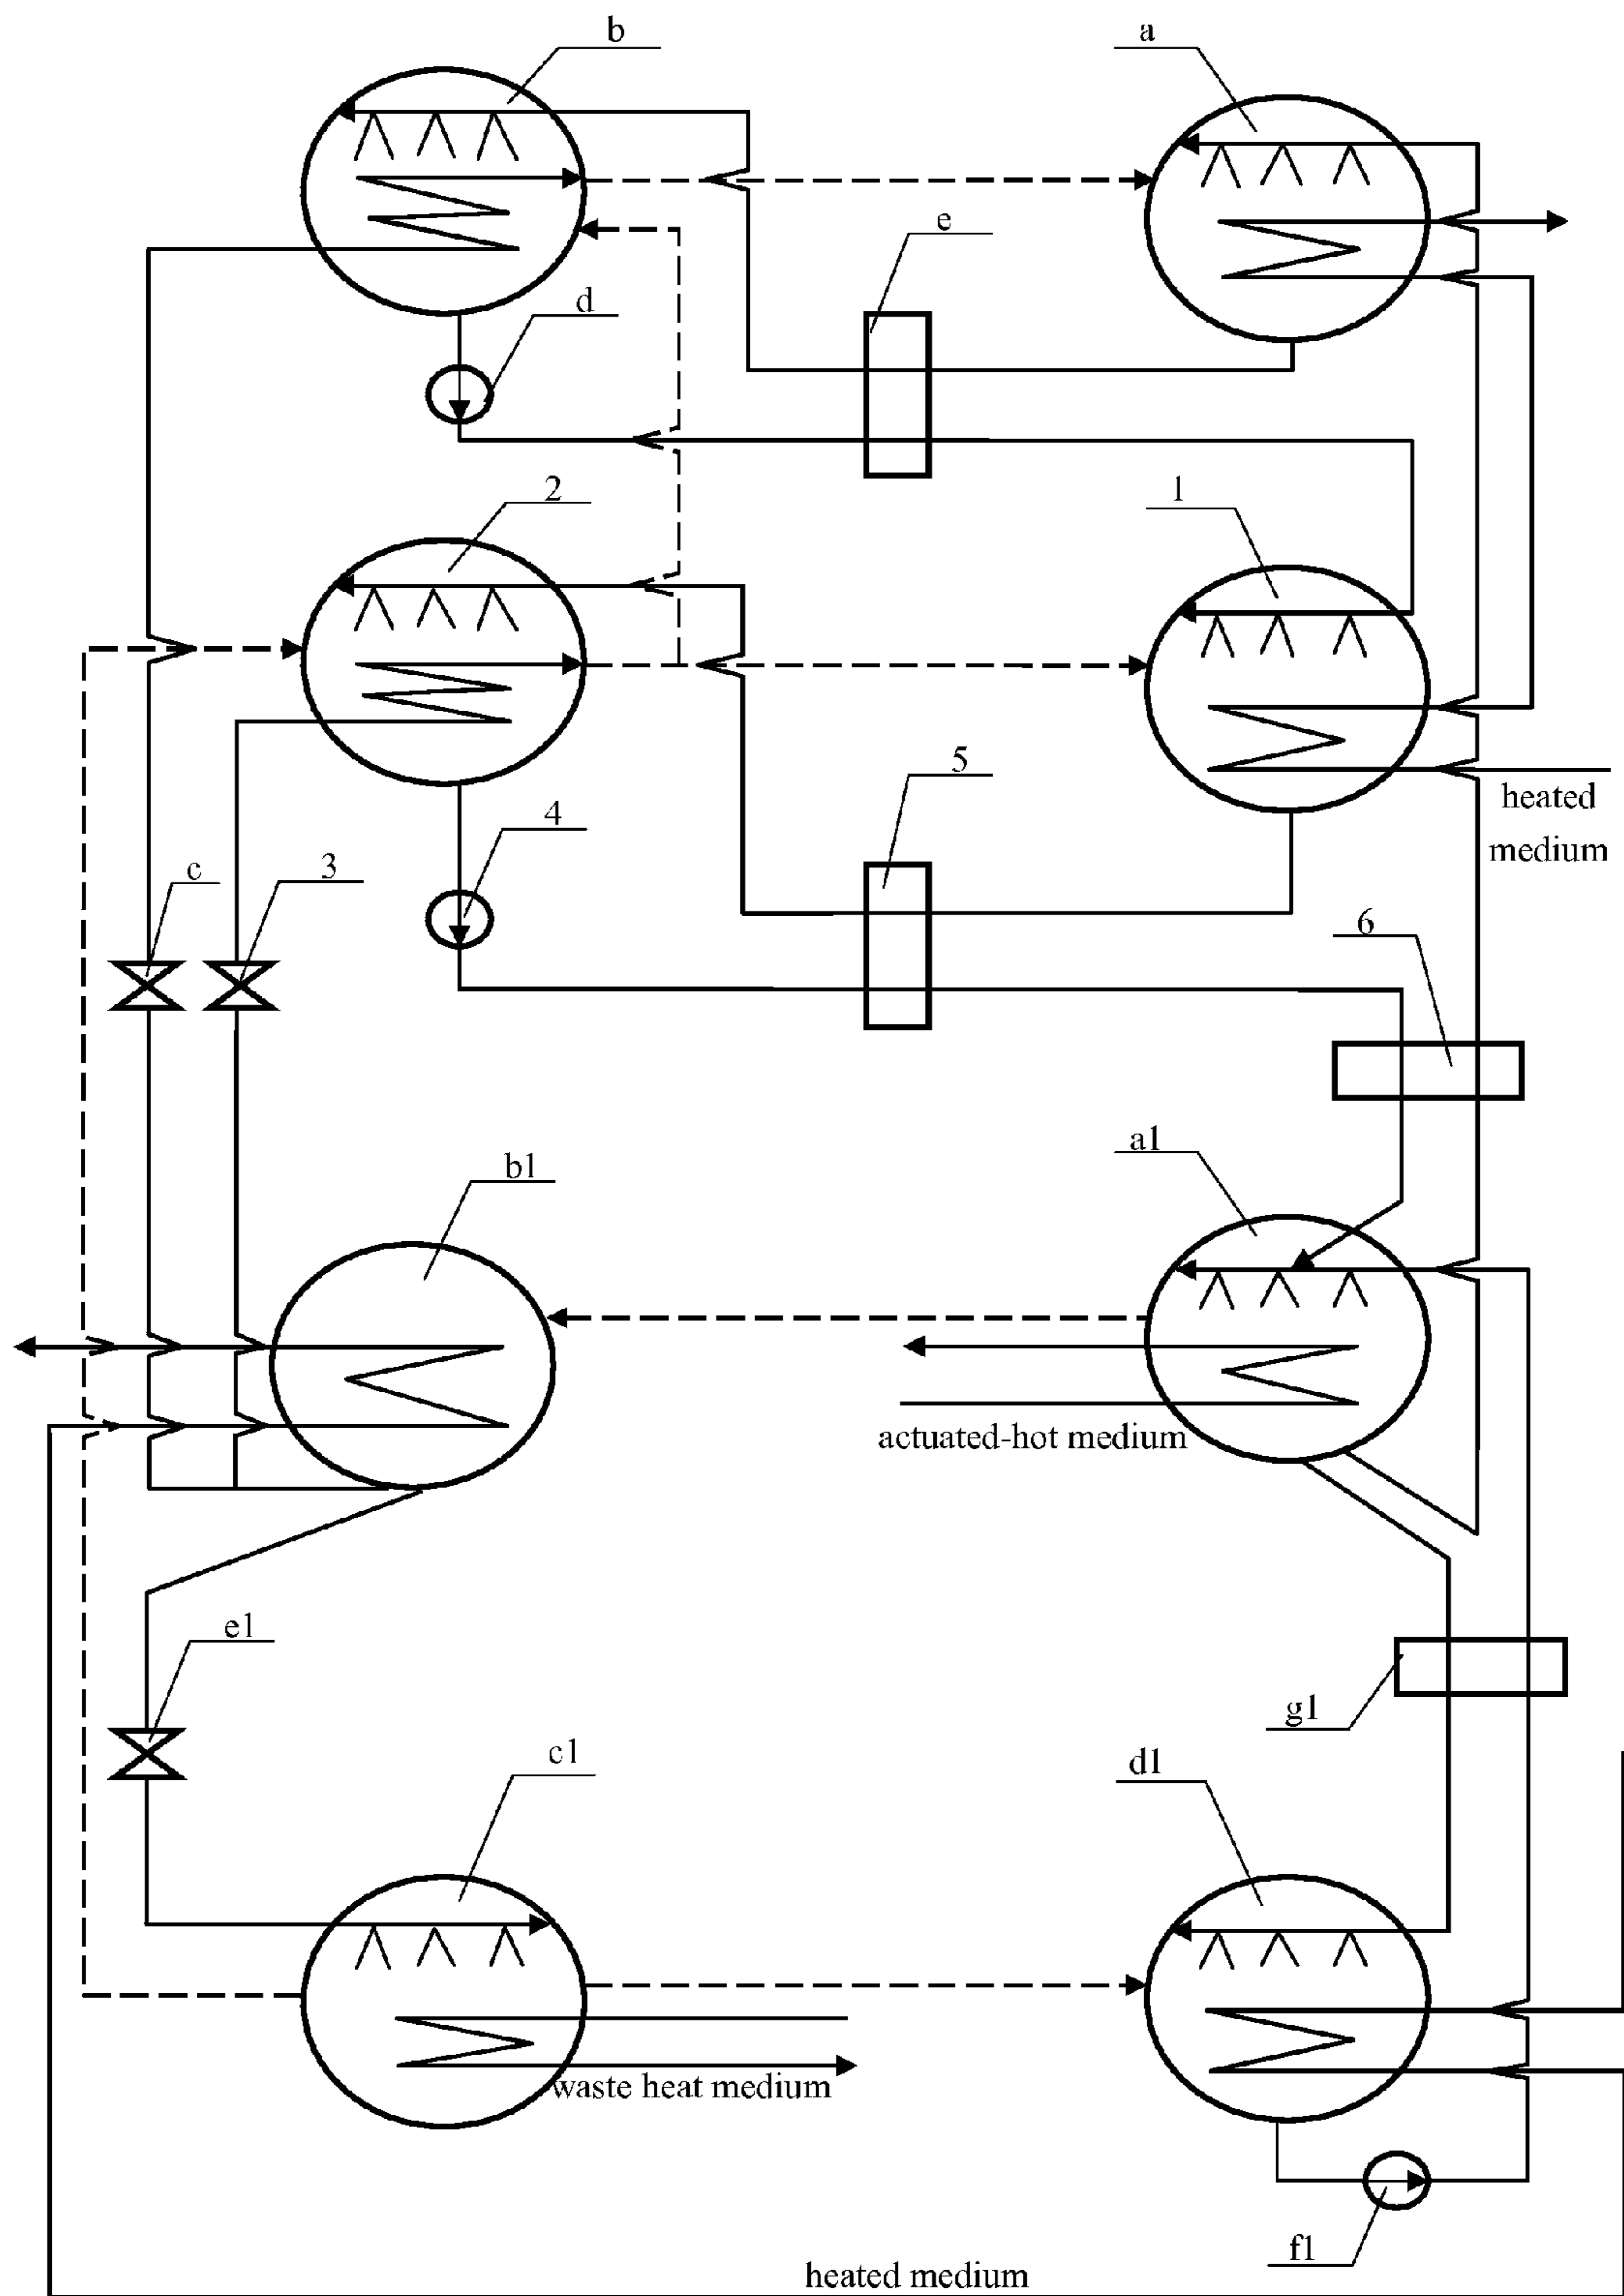 b
a
e
d
2
1
heated
medium
4
5
c
3
6
a1
b1
actuated-hot medium
e1
g1
c1
d1
waste heat medium
f1
heated medium